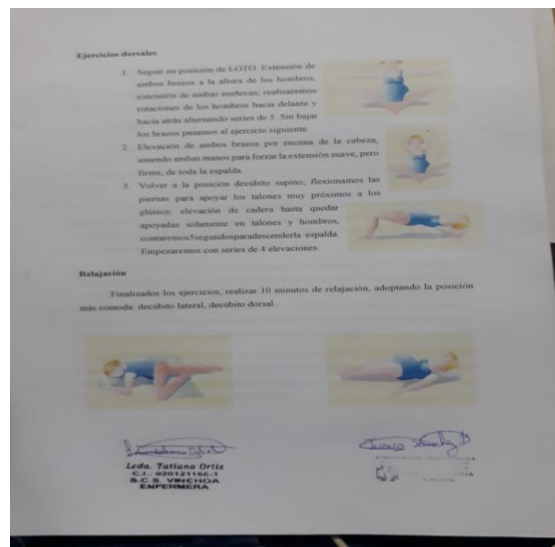 Ejercicios dorsales
1. Seguir en posición de LOTO. Extensión de
ambos brazos a la altura de los hombros,
extensión de ambas muñecas; realizaremos
rotaciones de los hombros hacia delante y
hacia atrás alternando series de 5. Sin bajar
los brazos pasamos al ejercicio siguiente.
2. Elevación de ambos brazos por encima de la cabeza,
uniendo ambas manos para forzar la extensión suave, pero
firme, de toda la espalda.
3. Volver a la posición decúbito supino; flexionamos las
piernas para apoyar los talones muy próximos a los
glúteos; elevación de cadera hasta quedar
apoyadas solamente en talones y hombros,
contaremos5segundosparadescenderla espalda.
Empezaremos con series de 4 elevaciones.
Relajación
Finalizados los ejercicios, realizar 10 minutos de relajación, adoptando la posición
más cómoda: decúbito lateral, decúbito dorsal.
Lcda. Tatiana Ortiz
C.I. 020121166-1
S.C.S. VINCHOA
ENFERMERA